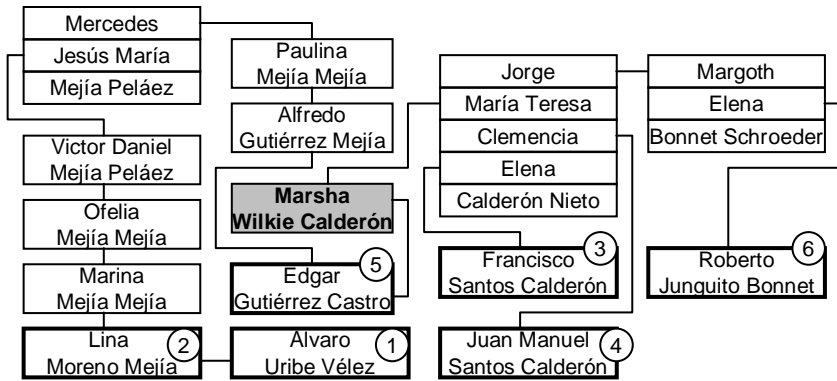 Mercedes
Jesús María
Mejía Peláez
Victor Daniel
Mejía Peláez
Ofelia
Mejía Mejía
Marina
Mejía Mejía
Lina
Moreno Mejía
2
Paulina
Mejía Mejía
Alfredo
Gutiérrez Mejía
Marsha
Wilkie Calderón
Edgar
Gutiérrez Castro
5
Alvaro
Uribe Vélez
1
Jorge
María Teresa
Clemencia
Elena
Calderón Nieto
Francisco
Santos Calderón
3
Juan Manuel
Santos Calderón
4
Margoth
Elena
Bonnet Schroeder
Roberto
Junguito Bonnet
6